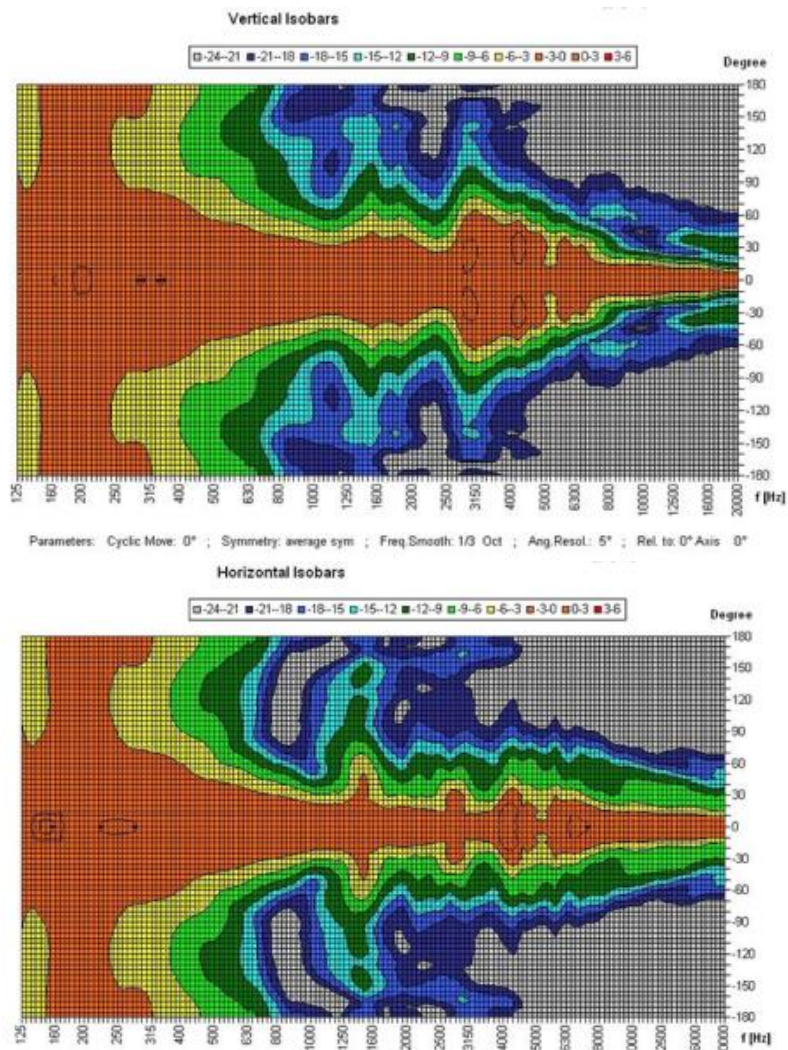 Vertical Isobars
-24--21 -21--18 -18--15 -15--12 -12--9 -9--6 -6--3 -3-0 0-3 3-6
Degree
180
150
120
90
60
30
0
-30
-60
-90
-120
-150
-180
125 160 200 250 315 400 500 630 800 1000 1250 1600 2000 2500 3150 4000 5000 6300 8000 10000 12500 16000 20000
f [Hz]
Parameters: Cyclic Move: 0° ; Symmetry: average sym ; Freq.Smooth: 1/3 Oct ; Ang.Resol.: 5° ; Rel. to: 0° Axis 0°
Horizontal Isobars
-24--21 -21--18 -18--15 -15--12 -12--9 -9--6 -6--3 -3-0 0-3 3-6
Degree
180
150
120
90
60
30
0
-30
-60
-90
-120
-150
-180
125 160 200 250 315 400 500 630 800 1000 1250 1600 2000 2500 3150 4000 5000 6300 8000
f [Hz]